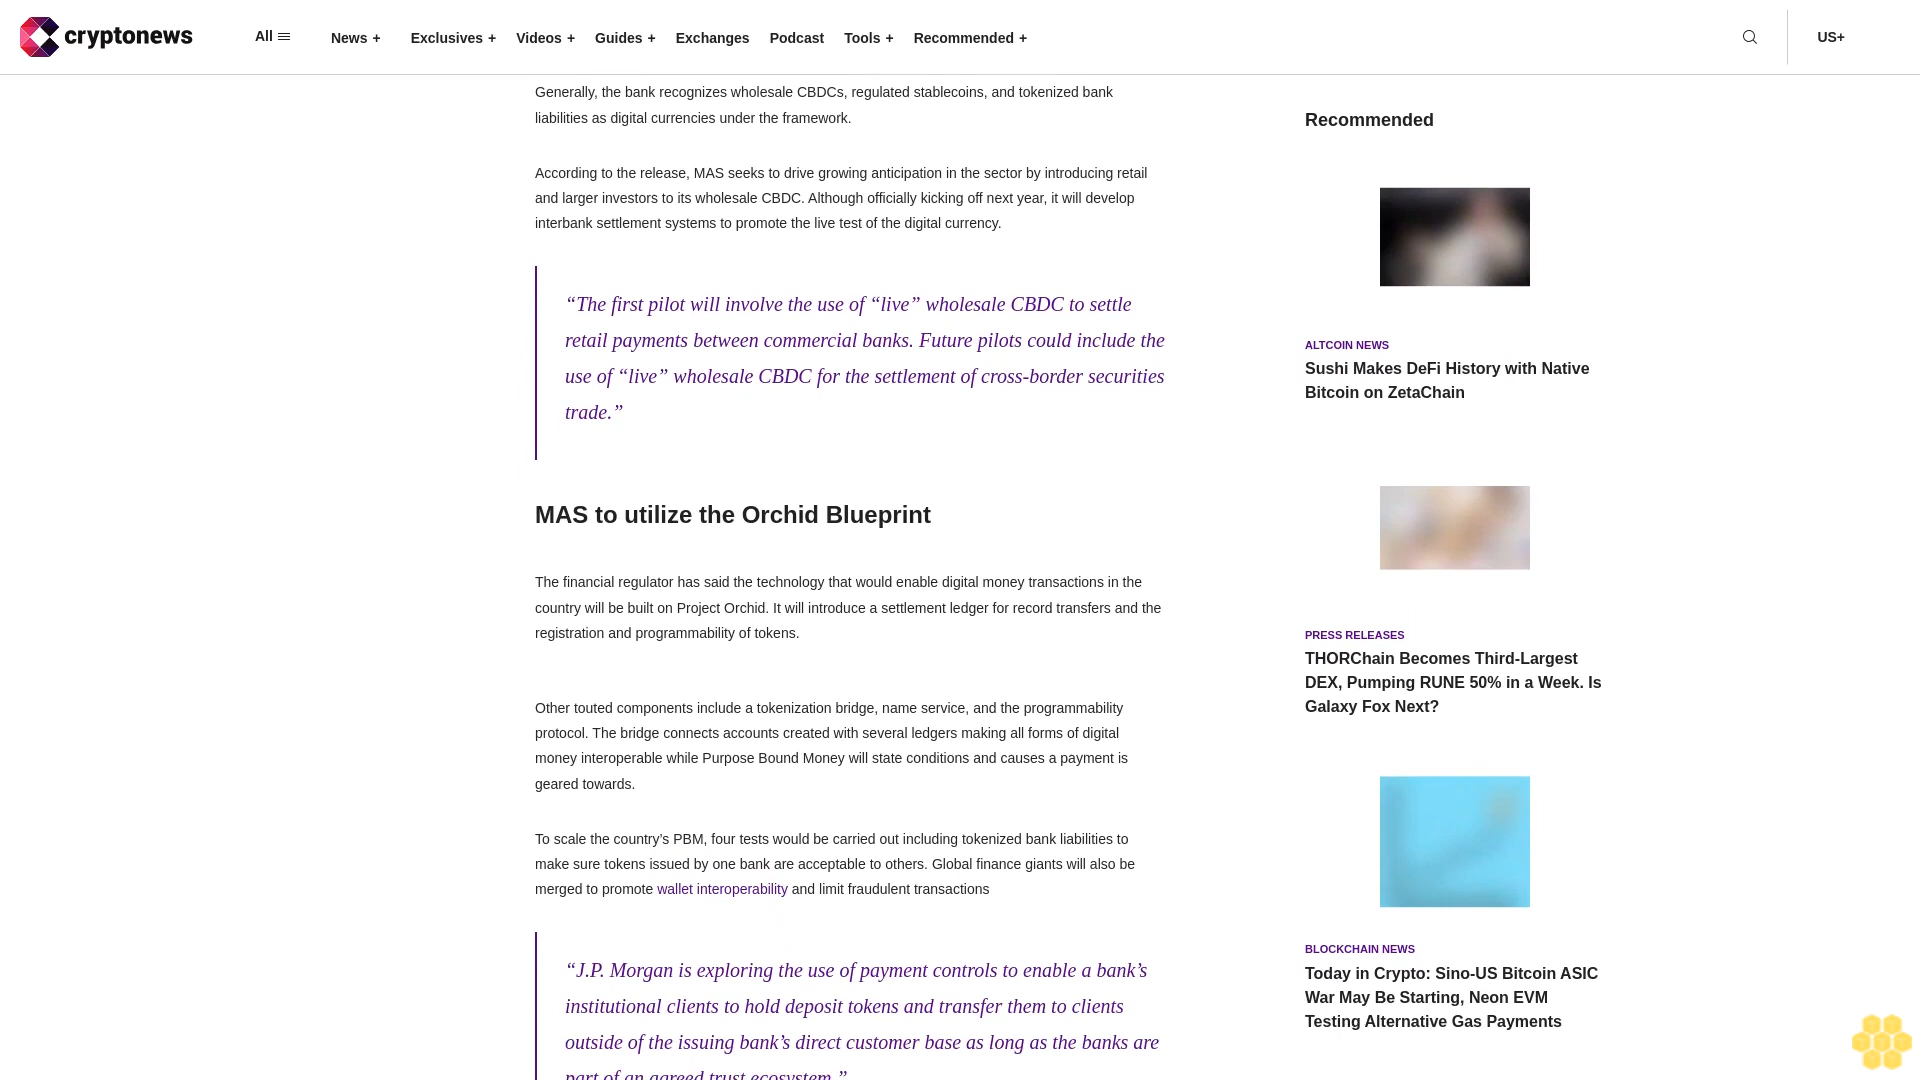 cryptonews
All
News +
Exclusives +
Videos +
Guides +
Exchanges
Podcast
Tools +
Recommended +
US+
Generally, the bank recognizes wholesale CBDCs, regulated stablecoins, and tokenized bank
liabilities as digital currencies under the framework.
According to the release, MAS seeks to drive growing anticipation in the sector by introducing retail
and larger investors to its wholesale CBDC. Although officially kicking off next year, it will develop
interbank settlement systems to promote the live test of the digital currency.
“The first pilot will involve the use of “live” wholesale CBDC to settle
retail payments between commercial banks. Future pilots could include the
use of “live” wholesale CBDC for the settlement of cross-border securities
trade.”
MAS to utilize the Orchid Blueprint
The financial regulator has said the technology that would enable digital money transactions in the
country will be built on Project Orchid. It will introduce a settlement ledger for record transfers and the
registration and programmability of tokens.
Other touted components include a tokenization bridge, name service, and the programmability
protocol. The bridge connects accounts created with several ledgers making all forms of digital
money interoperable while Purpose Bound Money will state conditions and causes a payment is
geared towards.
To scale the country’s PBM, four tests would be carried out including tokenized bank liabilities to
make sure tokens issued by one bank are acceptable to others. Global finance giants will also be
merged to promote wallet interoperability and limit fraudulent transactions
“J.P. Morgan is exploring the use of payment controls to enable a bank’s
institutional clients to hold deposit tokens and transfer them to clients
outside of the issuing bank’s direct customer base as long as the banks are
part of an agreed trust ecosystem.”
Recommended
ALTCOIN NEWS
Sushi Makes DeFi History with Native
Bitcoin on ZetaChain
PRESS RELEASES
THORChain Becomes Third-Largest
DEX, Pumping RUNE 50% in a Week. Is
Galaxy Fox Next?
BLOCKCHAIN NEWS
Today in Crypto: Sino-US Bitcoin ASIC
War May Be Starting, Neon EVM
Testing Alternative Gas Payments